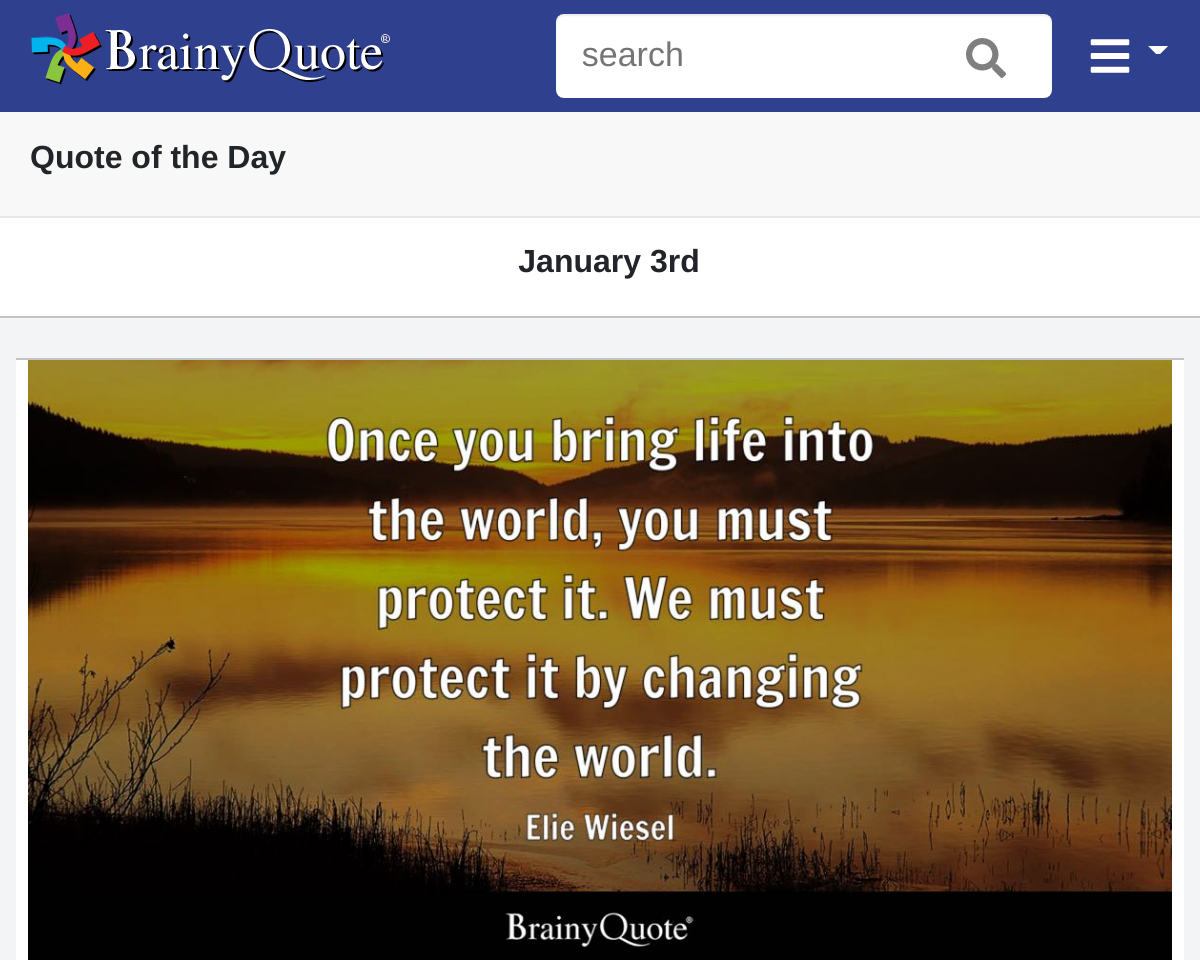 BrainyQuote®
search
Quote of the Day
January 3rd
Once you bring life into
the world, you must
protect it. We must
protect it by changing
the world.
Elie Wiesel
BrainyQuote®